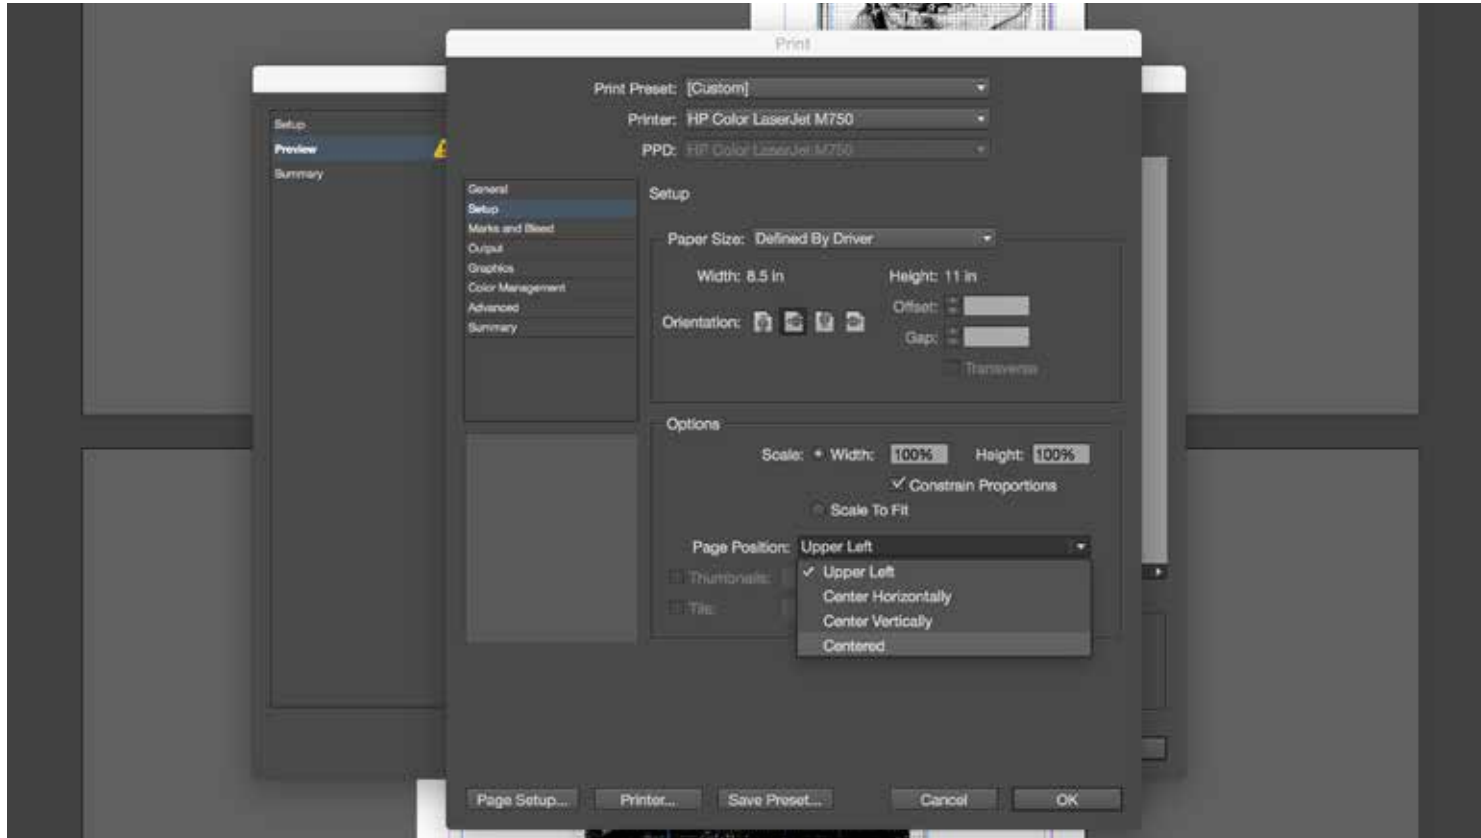 Print
Print Preset: [Custom]
Printer: HP Color LaserJet M750
PPD: HP Color LaserJet M750
Setup
Preview
Summary
General
Setup
Marks and Bleed
Output
Graphics
Color Management
Advanced
Summary
Setup
Paper Size: Defined By Driver
Width: 8.5 in Height: 11 in
Orientation: Offset:
Gap:
Transverse
Options
Scale: Width: 100% Height: 100%
Constrain Proportions
Scale To Fit
Page Position: Upper Left
Thumbnails:
Tile:
Upper Left
Center Horizontally
Center Vertically
Centered
Page Setup... Printer... Save Preset... Cancel OK